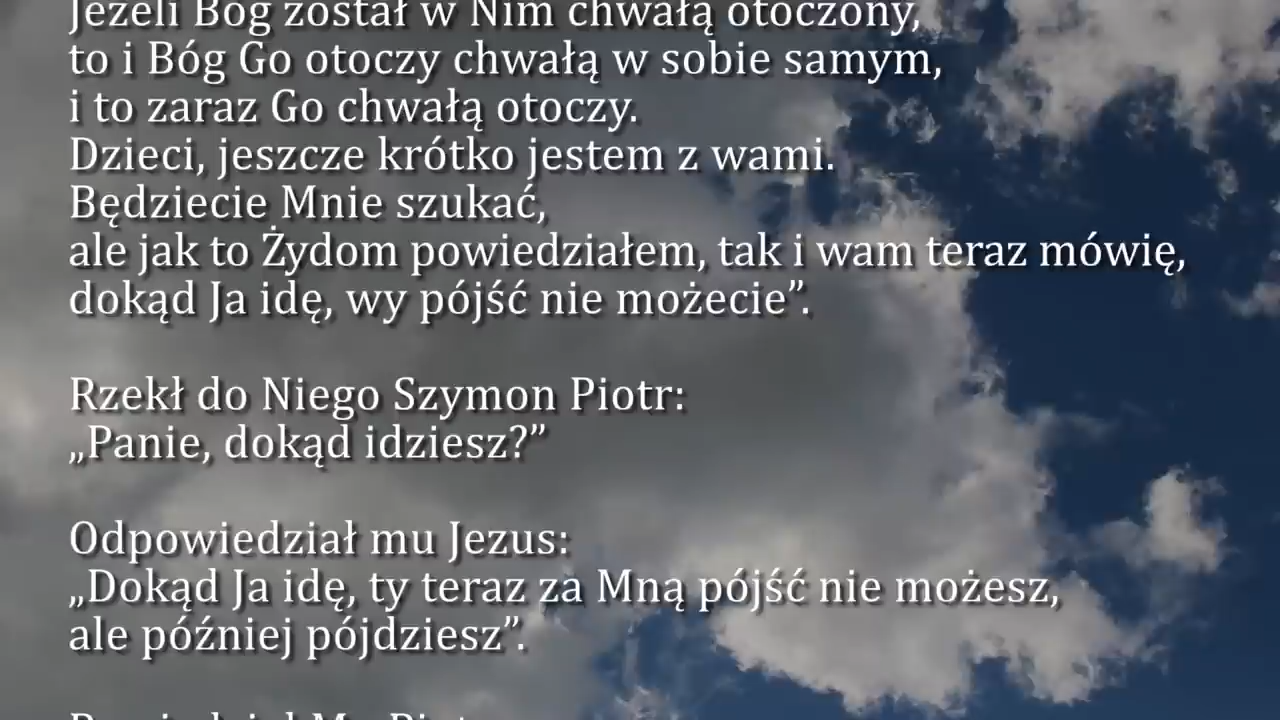 Jeżeli Bóg został w Nim chwałą otoczony,
to i Bóg Go otoczy chwałą w sobie samym,
i to zaraz Go chwałą otoczy.
Dzieci, jeszcze krótko jestem z wami.
Będziecie Mnie szukać,
ale jak to Żydom powiedziałem, tak i wam teraz mówię,
dokąd Ja idę, wy pójść nie możecie”.
Rzekł do Niego Szymon Piotr:
„Panie, dokąd idziesz?”
Odpowiedział mu Jezus:
„Dokąd Ja idę, ty teraz za Mną pójść nie możesz,
ale później pójdziesz”.